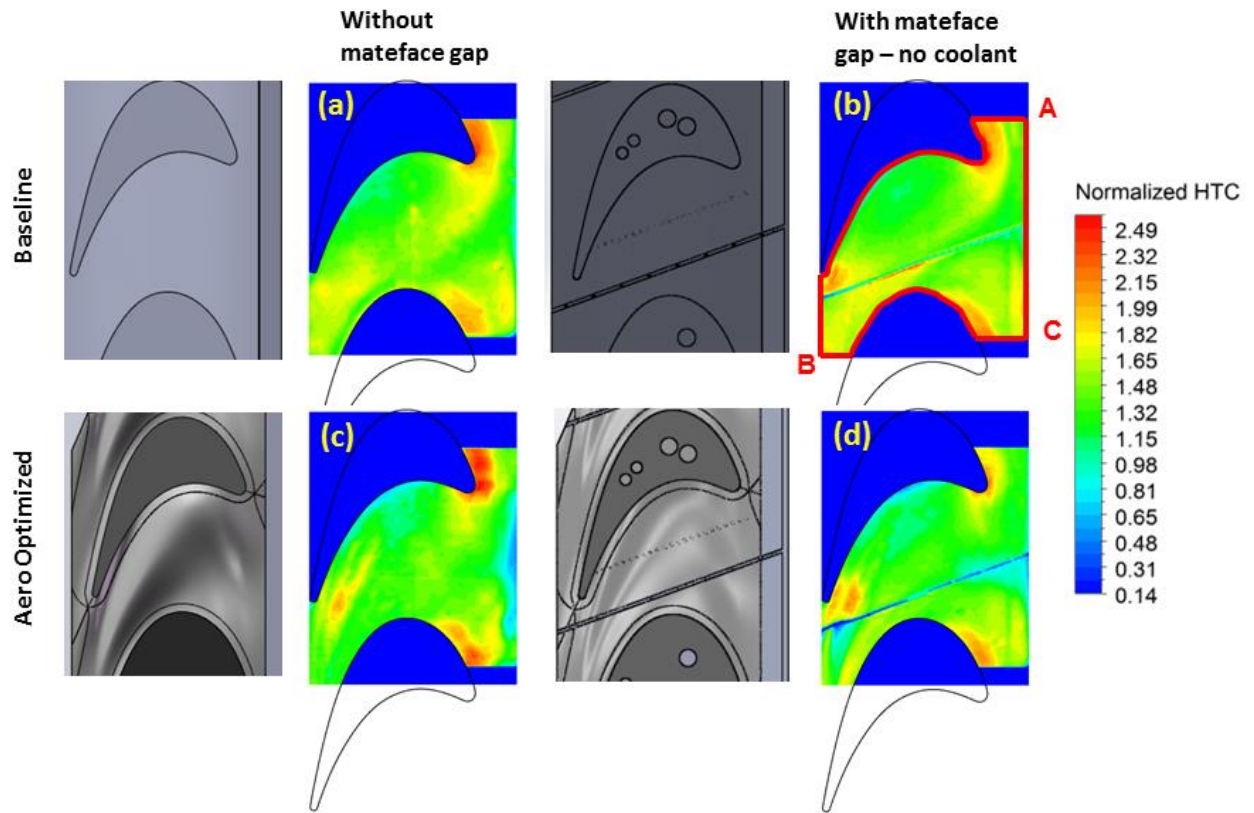 Without
mateface gap
With mateface
gap – no coolant
Baseline
(a)
(b)
A
B
C
Aero Optimized
(c)
(d)
Normalized HTC
2.49
2.32
2.15
1.99
1.82
1.65
1.48
1.32
1.15
0.98
0.81
0.65
0.48
0.31
0.14